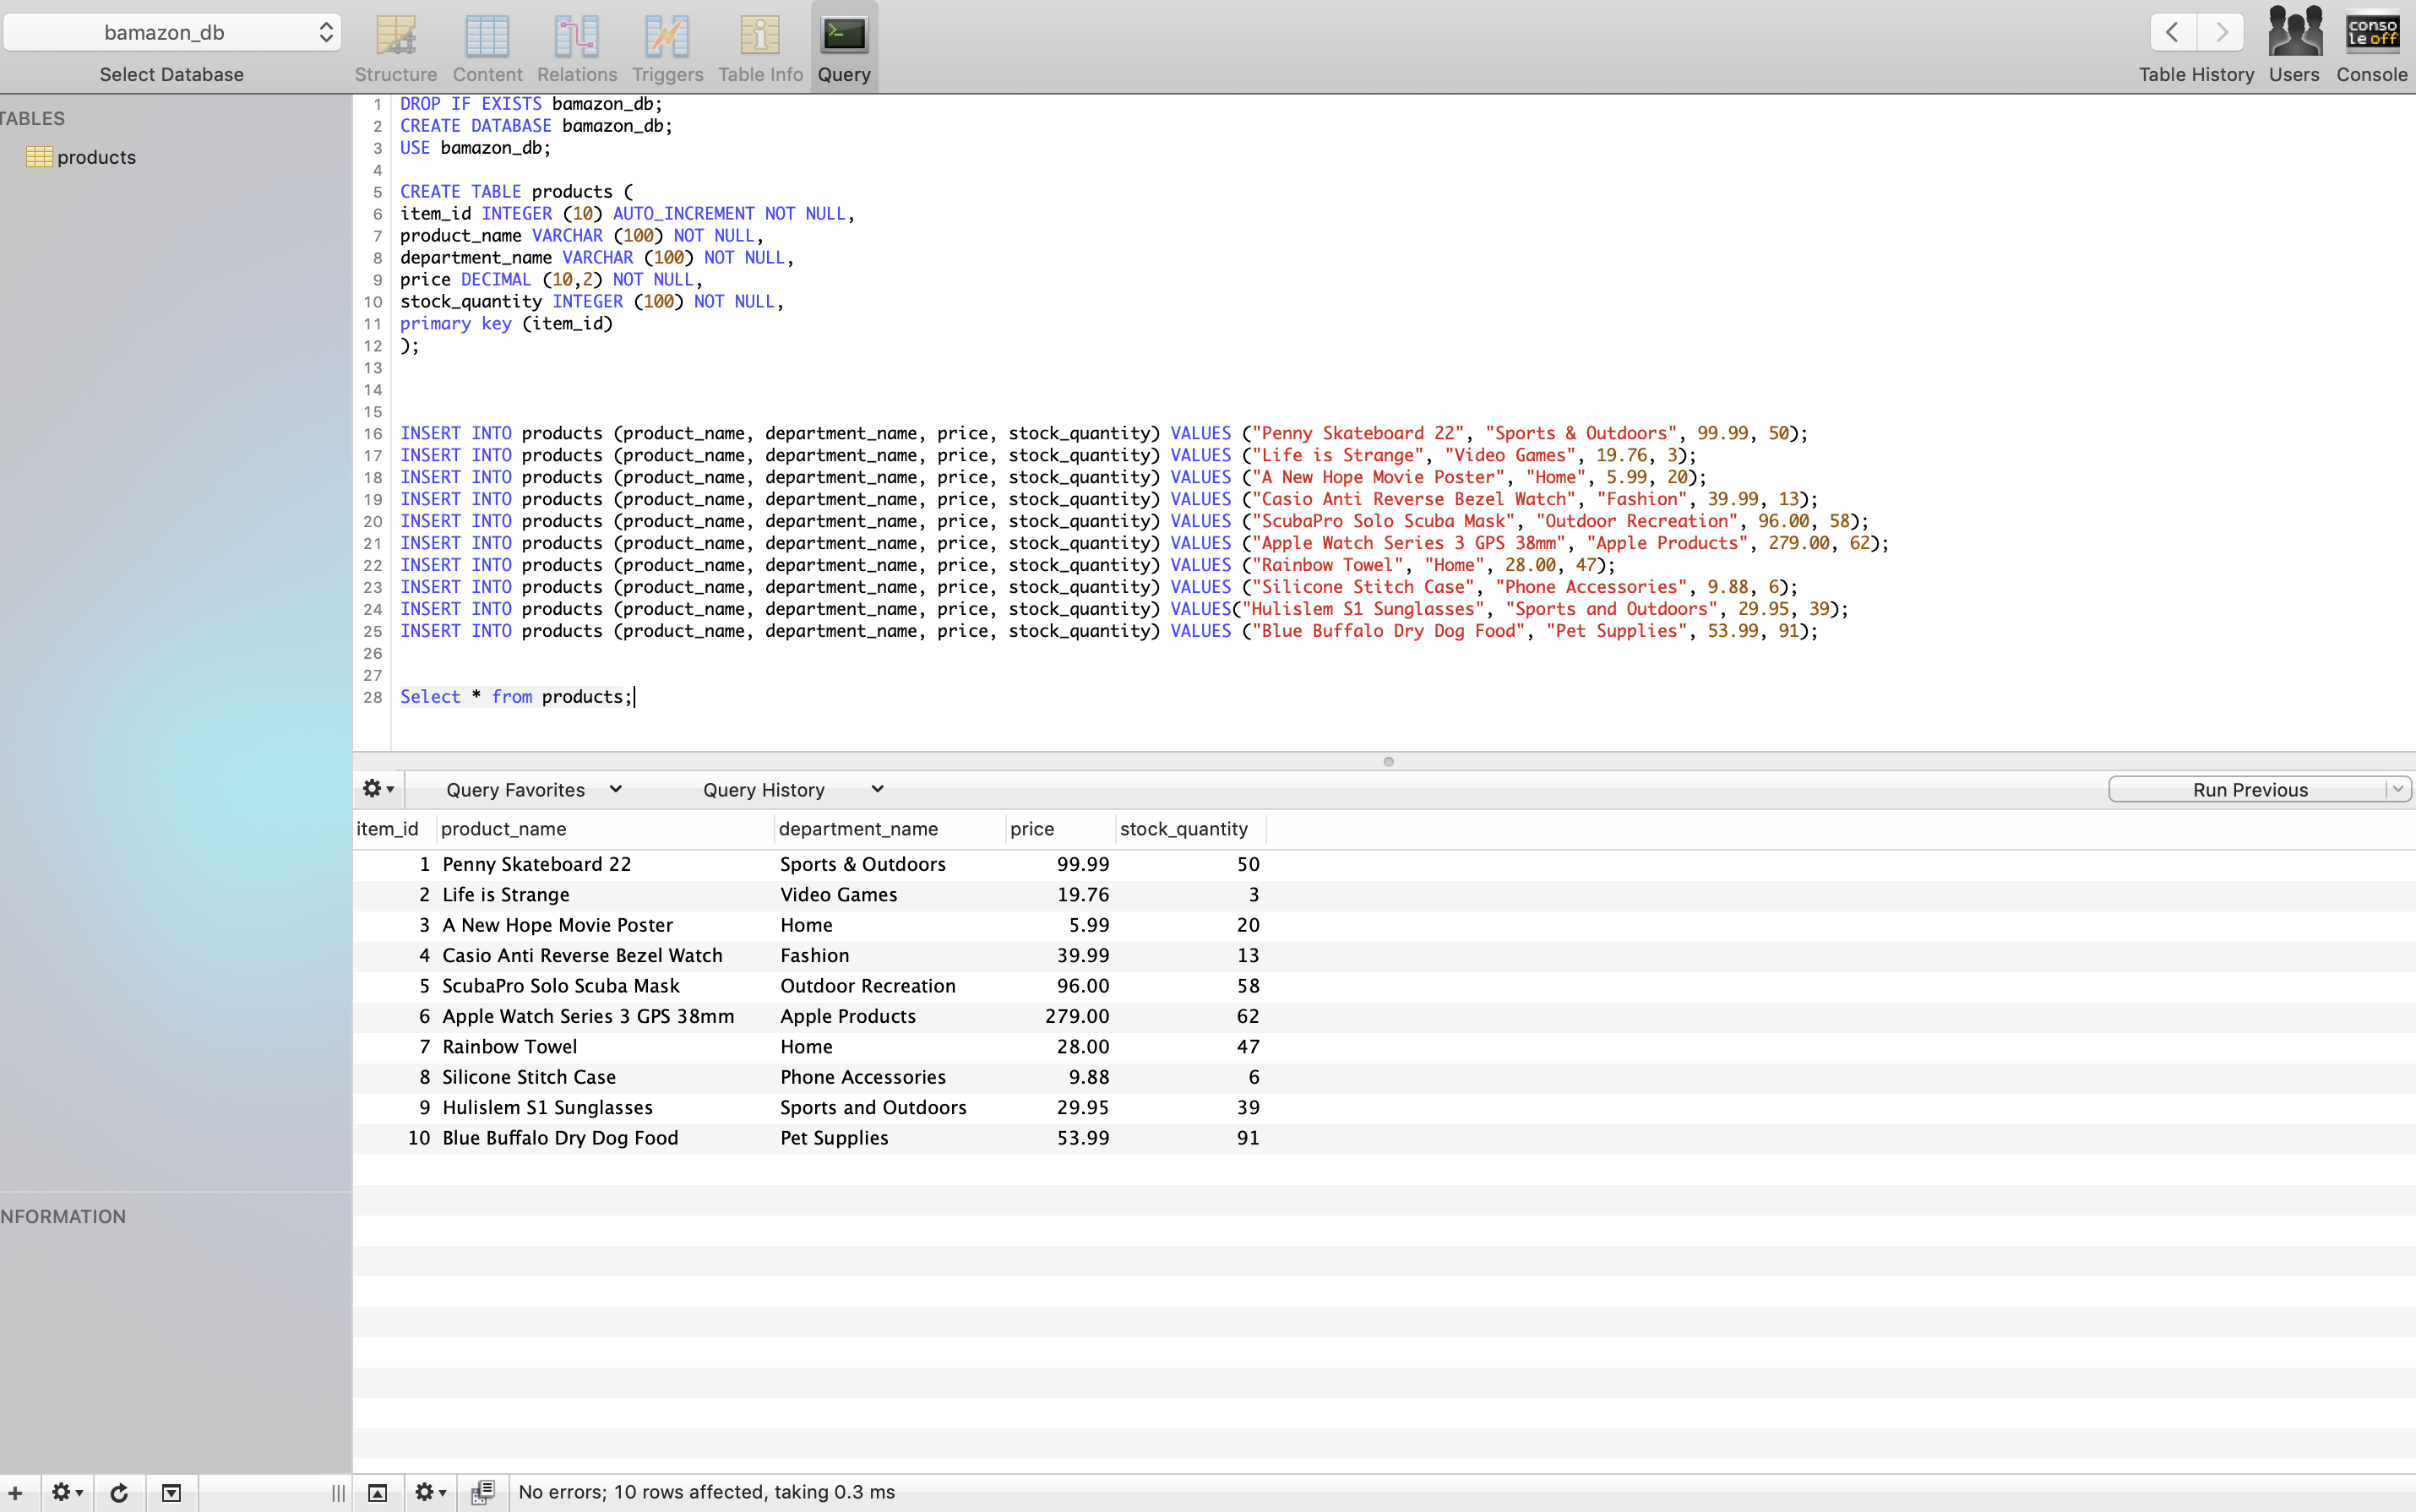 bamazon_db
Select Database
Structure Content Relations Triggers Table Info Query
conso
le off
Table History Users Console
TABLES
products
1 DROP IF EXISTS bamazon_db;
2 CREATE DATABASE bamazon_db;
3 USE bamazon_db;
4
5 CREATE TABLE products (
6 item_id INTEGER (10) AUTO_INCREMENT NOT NULL,
7 product_name VARCHAR (100) NOT NULL,
8 department_name VARCHAR (100) NOT NULL,
9 price DECIMAL (10,2) NOT NULL,
10 stock_quantity INTEGER (100) NOT NULL,
11 primary key (item_id)
12 );
13
14
15
16 INSERT INTO products (product_name, department_name, price, stock_quantity) VALUES ("Penny Skateboard 22", "Sports & Outdoors", 99.99, 50);
17 INSERT INTO products (product_name, department_name, price, stock_quantity) VALUES ("Life is Strange", "Video Games", 19.76, 3);
18 INSERT INTO products (product_name, department_name, price, stock_quantity) VALUES ("A New Hope Movie Poster", "Home", 5.99, 20);
19 INSERT INTO products (product_name, department_name, price, stock_quantity) VALUES ("Casio Anti Reverse Bezel Watch", "Fashion", 39.99, 13);
20 INSERT INTO products (product_name, department_name, price, stock_quantity) VALUES ("ScubaPro Solo Scuba Mask", "Outdoor Recreation", 96.00, 58);
21 INSERT INTO products (product_name, department_name, price, stock_quantity) VALUES ("Apple Watch Series 3 GPS 38mm", "Apple Products", 279.00, 62);
22 INSERT INTO products (product_name, department_name, price, stock_quantity) VALUES ("Rainbow Towel", "Home", 28.00, 47);
23 INSERT INTO products (product_name, department_name, price, stock_quantity) VALUES ("Silicone Stitch Case", "Phone Accessories", 9.88, 6);
24 INSERT INTO products (product_name, department_name, price, stock_quantity) VALUES("Hulislem S1 Sunglasses", "Sports and Outdoors", 29.95, 39);
25 INSERT INTO products (product_name, department_name, price, stock_quantity) VALUES ("Blue Buffalo Dry Dog Food", "Pet Supplies", 53.99, 91);
26
27
28 Select * from products;
Query Favorites Query History Run Previous
item_id product_name department_name price stock_quantity
1 Penny Skateboard 22 Sports & Outdoors 99.99 50
2 Life is Strange Video Games 19.76 3
3 A New Hope Movie Poster Home 5.99 20
4 Casio Anti Reverse Bezel Watch Fashion 39.99 13
5 ScubaPro Solo Scuba Mask Outdoor Recreation 96.00 58
6 Apple Watch Series 3 GPS 38mm Apple Products 279.00 62
7 Rainbow Towel Home 28.00 47
8 Silicone Stitch Case Phone Accessories 9.88 6
9 Hulislem S1 Sunglasses Sports and Outdoors 29.95 39
10 Blue Buffalo Dry Dog Food Pet Supplies 53.99 91
NFORMATION
No errors; 10 rows affected, taking 0.3 ms